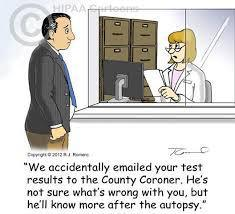 HIPAA Cartoons
Copyright © 2012 R.J. Romero.
"We accidentally emailed your test
results to the County Coroner. He's
not sure what's wrong with you, but
he'll know more after the autopsy."